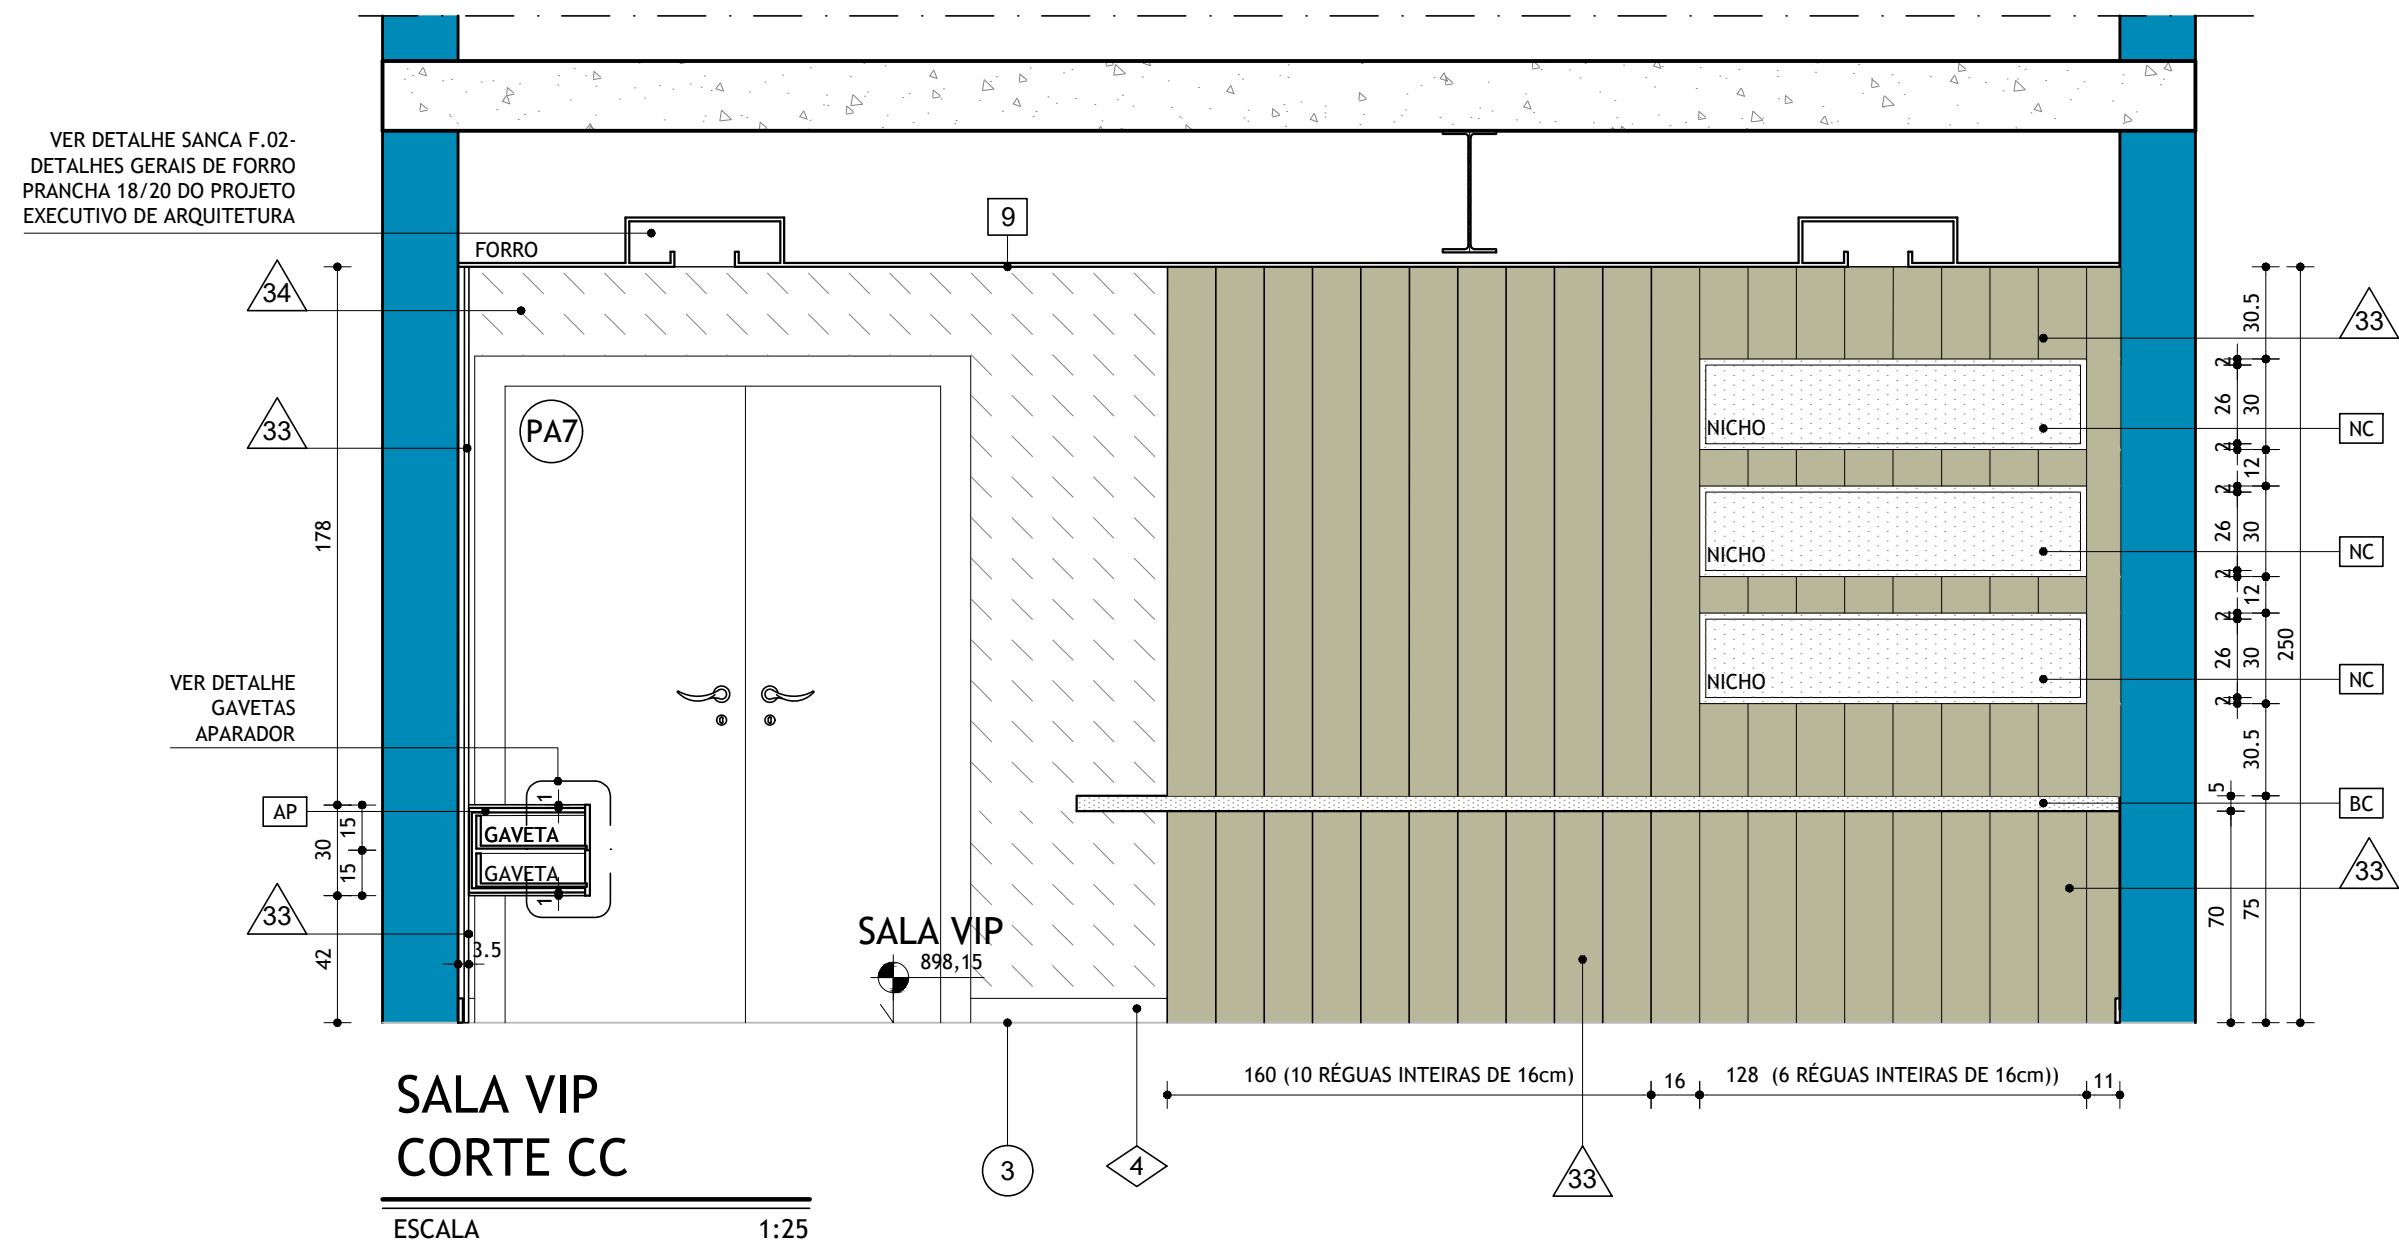 VER DETALHE SANCA F.02-
DETALHES GERAIS DE FORRO
PRANCHA 18/20 DO PROJETO
EXECUTIVO DE ARQUITETURA
FORRO
9
34
33
178
PA7
VER DETALHE
GAVETAS
APARADOR
AP
30
15
15
1
GAVETA
GAVETA
1
33
42
3.5
SALA VIP
898,15
NICHO
NICHO
NICHO
30.5
33
2
26
30
NC
2
12
2
26
30
NC
2
12
2
26
30
250
NC
2
30.5
5
BC
33
70
75
160 (10 RÉGUAS INTEIRAS DE 16cm)
16
128 (6 RÉGUAS INTEIRAS DE 16cm))
11
3
4
33
SALA VIP
CORTE CC
ESCALA 1:25